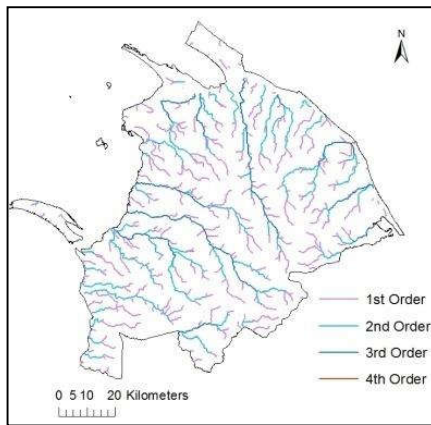 N
1st Order
2nd Order
3rd Order
4th Order
0 5 10 20 Kilometers